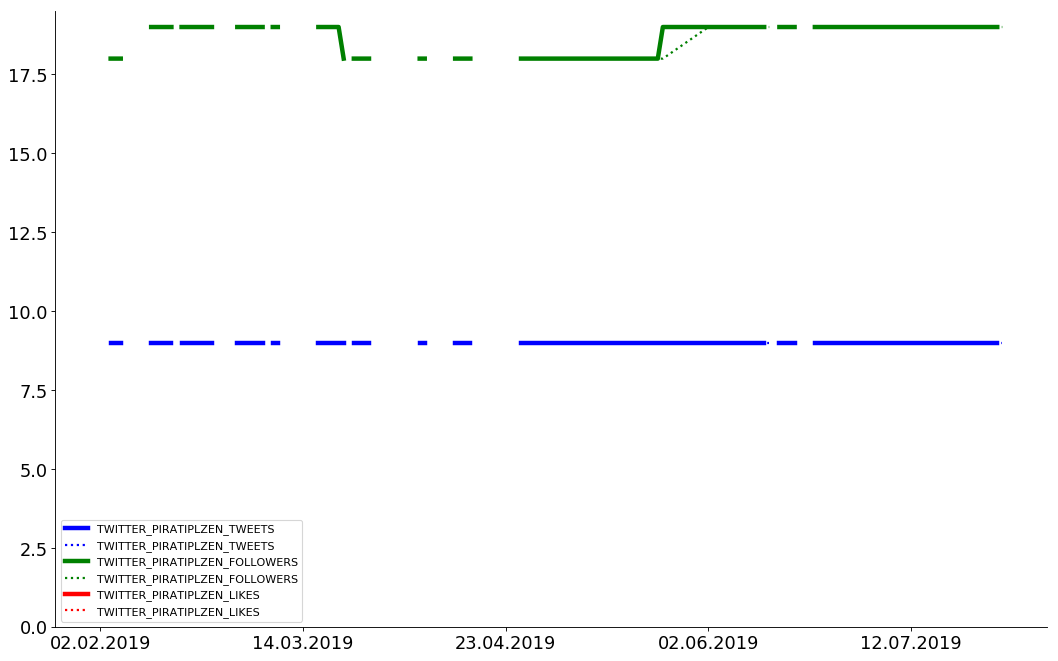 17.5
15.0
12.5
10.0
7.5
5.0
2.5
0.0
TWITTER_PIRATIPLZEN_TWEETS
TWITTER_PIRATIPLZEN_TWEETS
TWITTER_PIRATIPLZEN_FOLLOWERS
TWITTER_PIRATIPLZEN_FOLLOWERS
TWITTER_PIRATIPLZEN_LIKES
TWITTER_PIRATIPLZEN_LIKES
02.02.2019 14.03.2019 23.04.2019 02.06.2019 12.07.2019